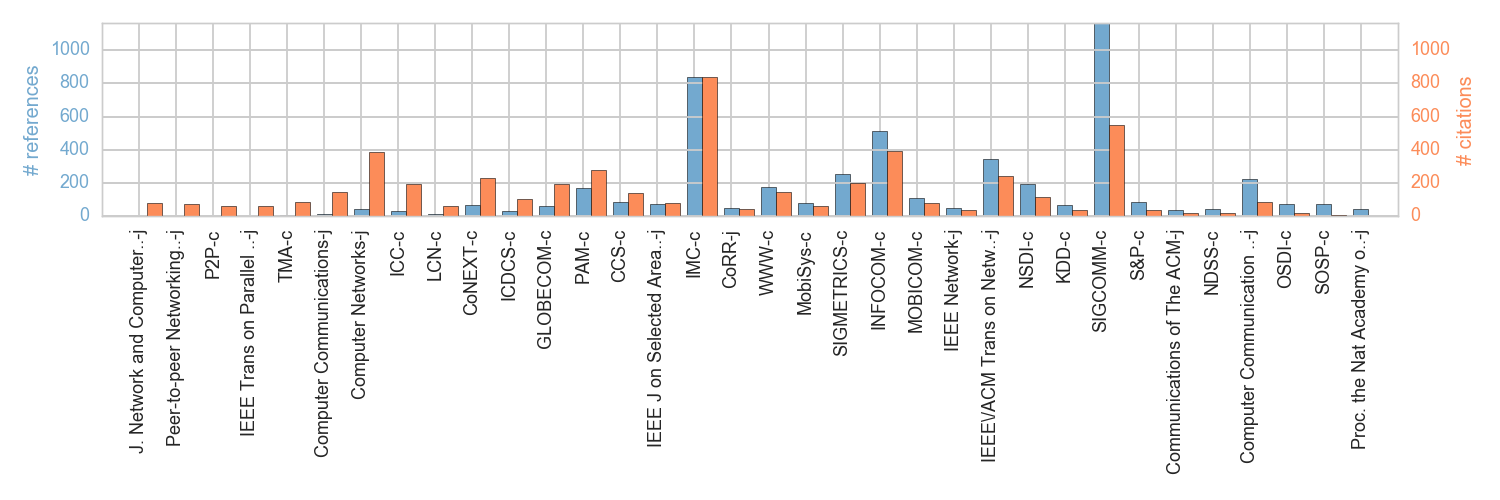 # references
1000
800
600
400
200
0
# citations
1000
800
600
400
200
0
J. Network and Computer..-j
Peer-to-peer Networking..-j
P2P-c
IEEE Trans on Parallel ..-j
TMA-c
Computer Communications-j
Computer Networks-j
ICC-c
LCN-c
CoNEXT-c
ICDCS-c
GLOBECOM-c
PAM-c
CCS-c
IEEE J on Selected Area..-j
IMC-c
CoRR-j
WWW-c
MobiSys-c
SIGMETRICS-c
INFOCOM-c
MOBICOM-c
IEEE Network-j
IEEE\/ACM Trans on Netw..-j
NSDI-c
KDD-c
SIGCOMM-c
S&P-c
Communications of The ACM-j
NDSS-c
Computer Communication ..-j
OSDI-c
SOSP-c
Proc. the Nat Academy o..-j